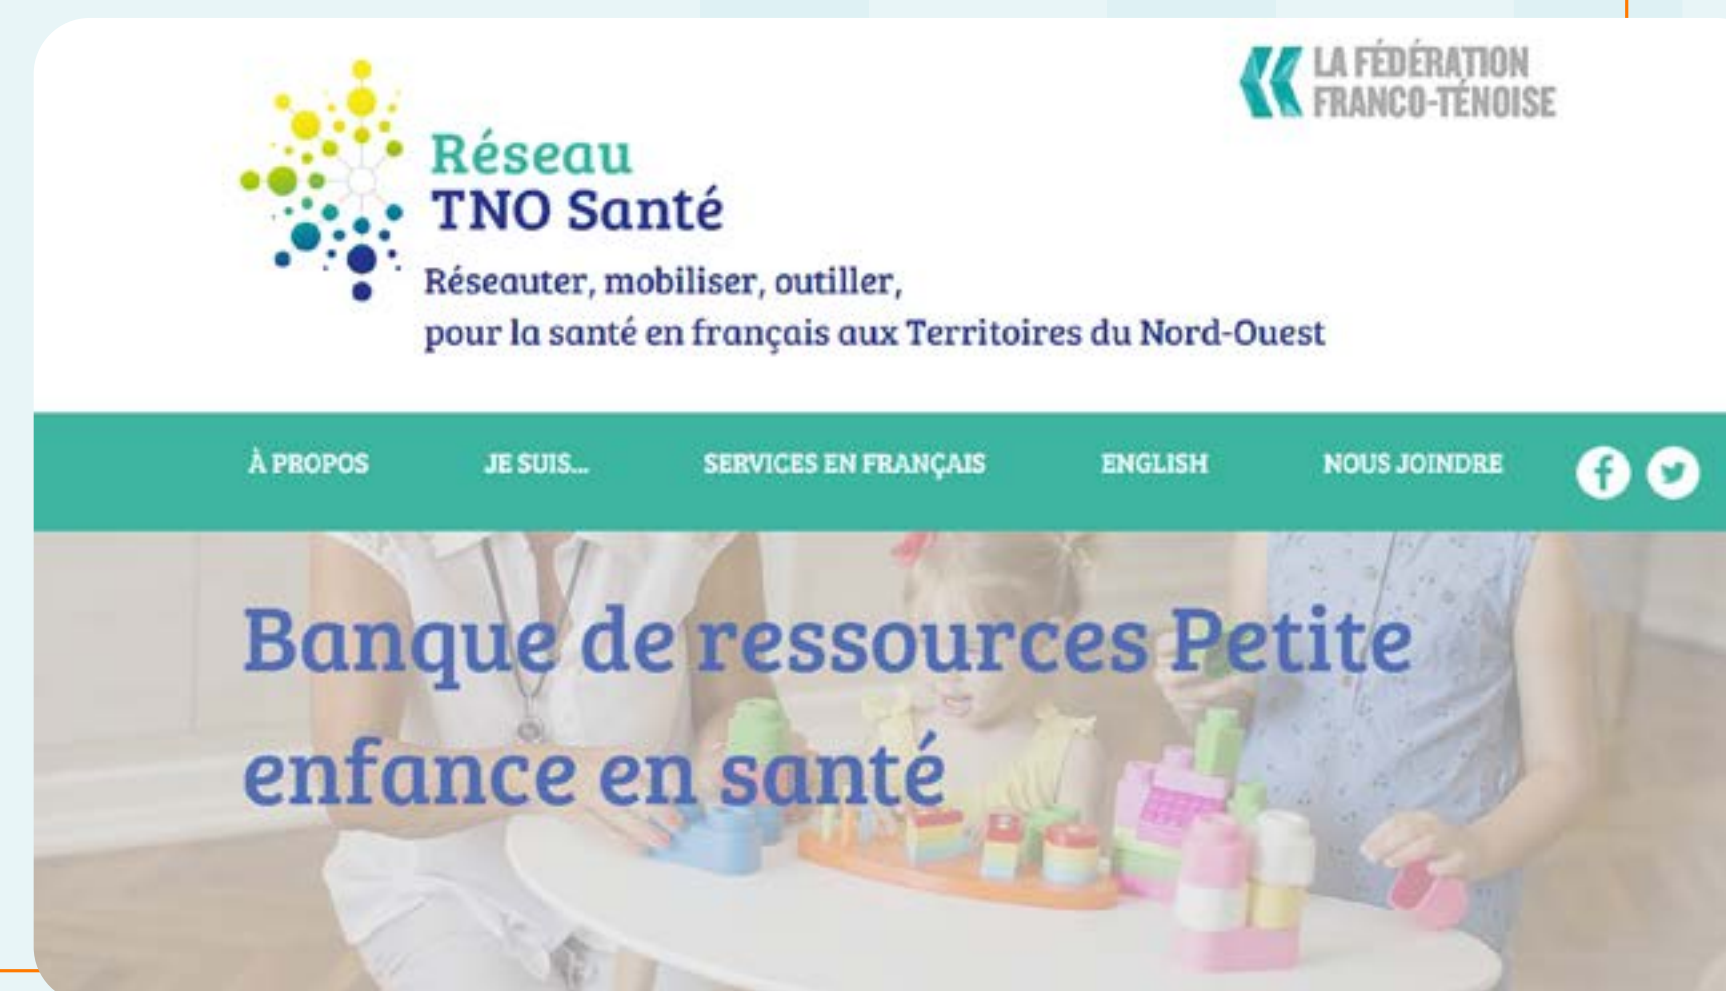 LA FÉDÉRATION
FRANCO-TÉNOISE
Réseau
TNO Santé
Réseauter, mobiliser, outiller,
pour la santé en français aux Territoires du Nord-Ouest
À PROPOS JE SUIS... SERVICES EN FRANÇAIS ENGLISH NOUS JOINDRE
Banque de ressources Petite
enfance en santé